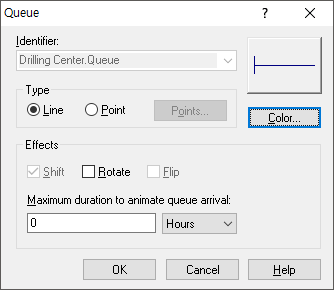 Queue
?
Identifier:
Drilling Center.Queue
Type
Line
Point
Points...
Color...
Effects
Shift
Rotate
Flip
Maximum duration to animate queue arrival:
0
Hours
OK
Cancel
Help